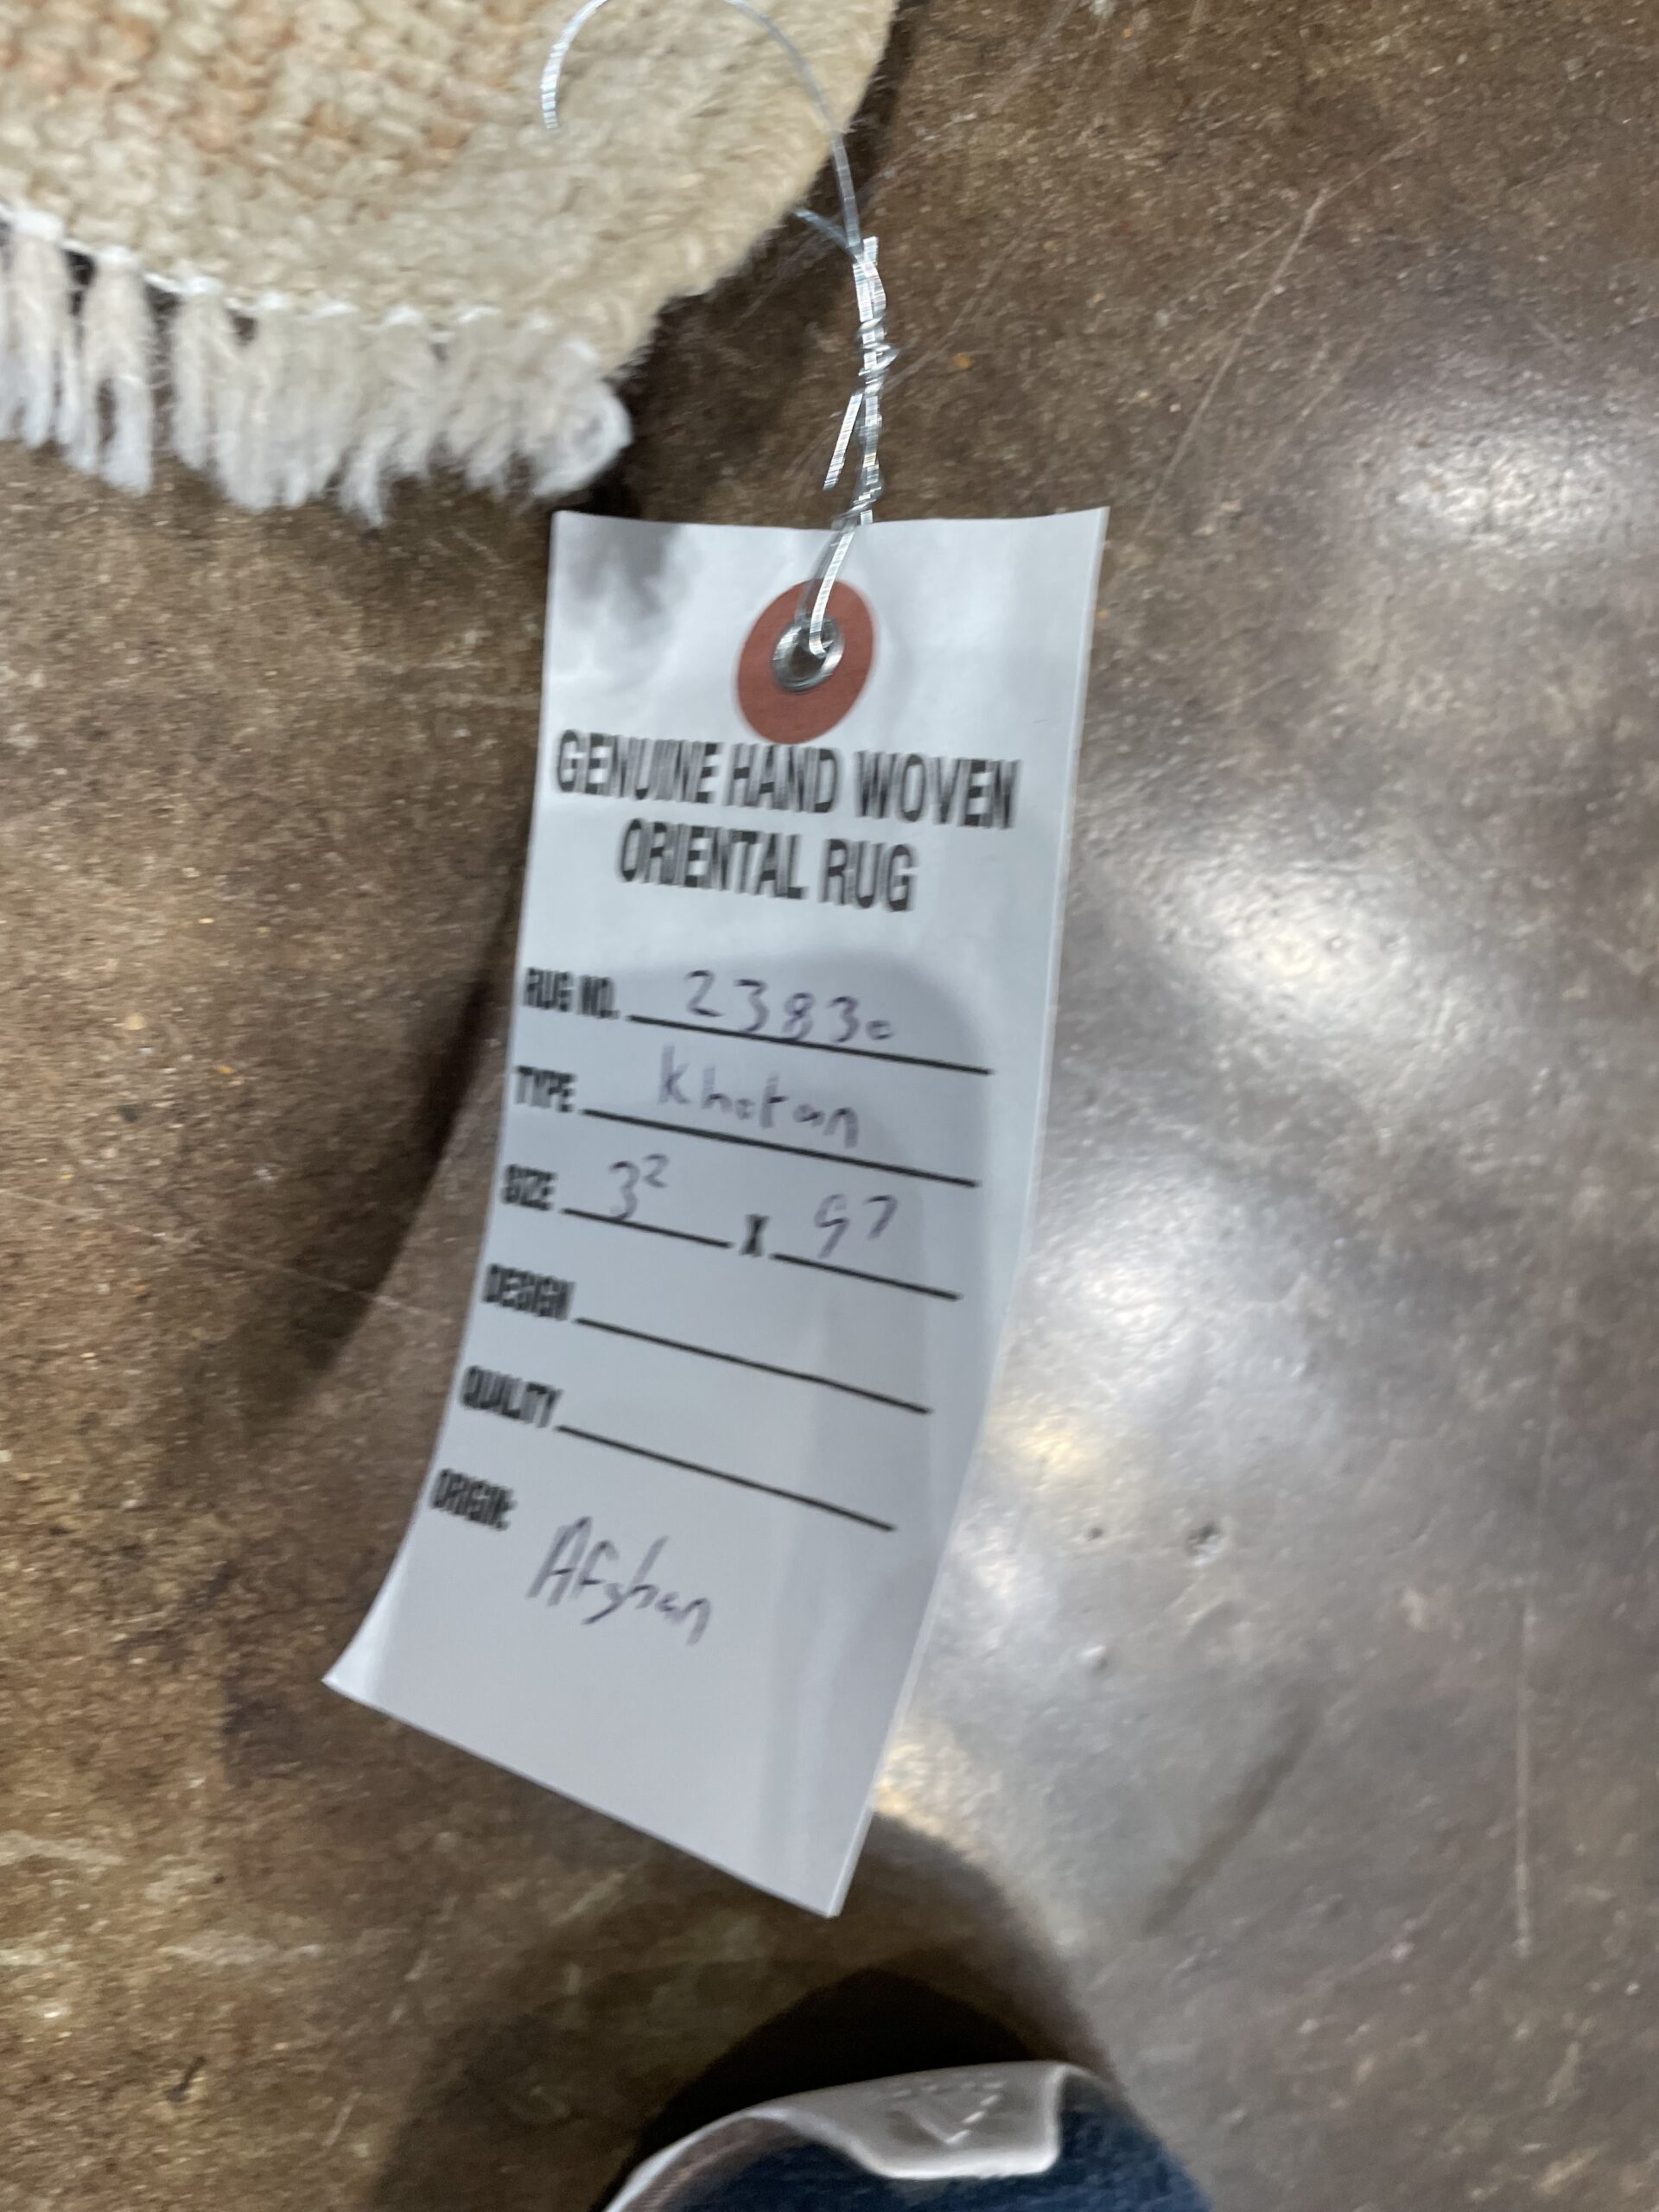 GENUINE HAND WOVEN
ORIENTAL RUG
RUG NO. 23830
TYPE Khotan
SIZE 3² X 97
DESIGN
QUALITY
ORIGIN:
Afghan